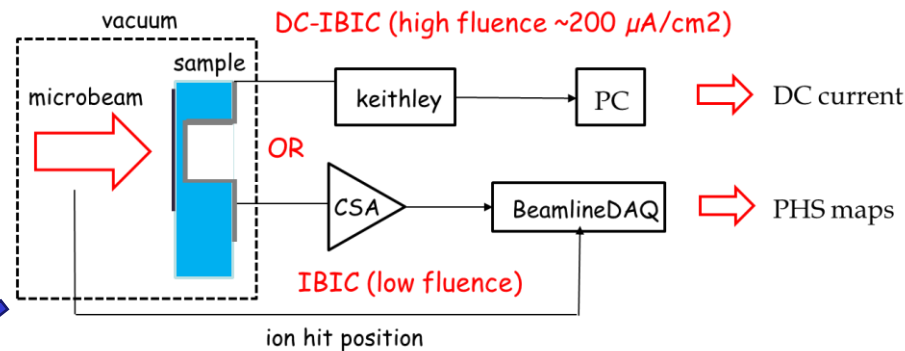 vacuum
DC-IBIC (high fluence ~200 μA/cm2)
sample
microbeam
keithley
PC
DC current
OR
CSA
BeamlineDAQ
PHS maps
IBIC (low fluence)
ion hit position